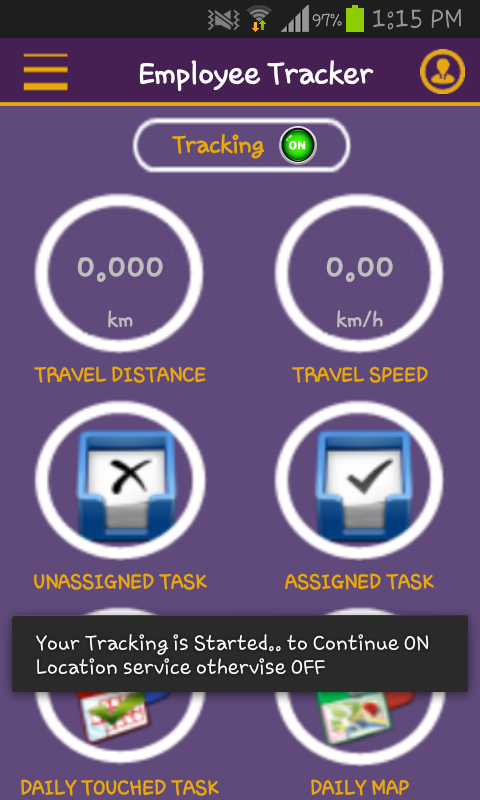 97% 1:15 PM
Employee Tracker
Tracking ON
0.000 0.00
km km/h
TRAVEL DISTANCE TRAVEL SPEED
UNASSIGNED TASK ASSIGNED TASK
Your Tracking is Started.. to Continue ON
Location service othervise OFF
DAILY TOUCHED TASK DAILY MAP